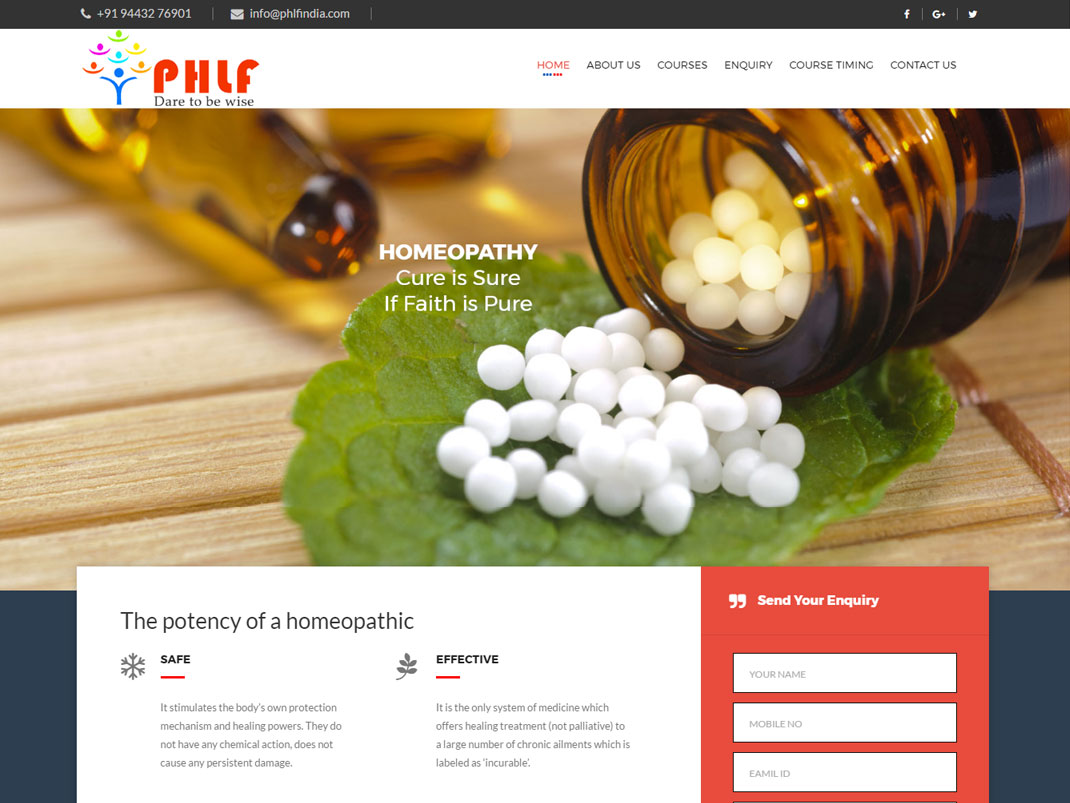 +91 94432 76901
info@phlfindia.com
PHLF
Dare to be wise
HOME ABOUT US COURSES ENQUIRY COURSE TIMING CONTACT US
HOMEOPATHY
Cure is Sure
If Faith is Pure
The potency of a homeopathic
SAFE
It stimulates the body's own protection
mechanism and healing powers. They do
not have any chemical action, does not
cause any persistent damage.
EFFECTIVE
It is the only system of medicine which
offers healing treatment (not palliative) to
a large number of chronic ailments which is
labeled as 'incurable'.
Send Your Enquiry
YOUR NAME
MOBILE NO
EAMIL ID